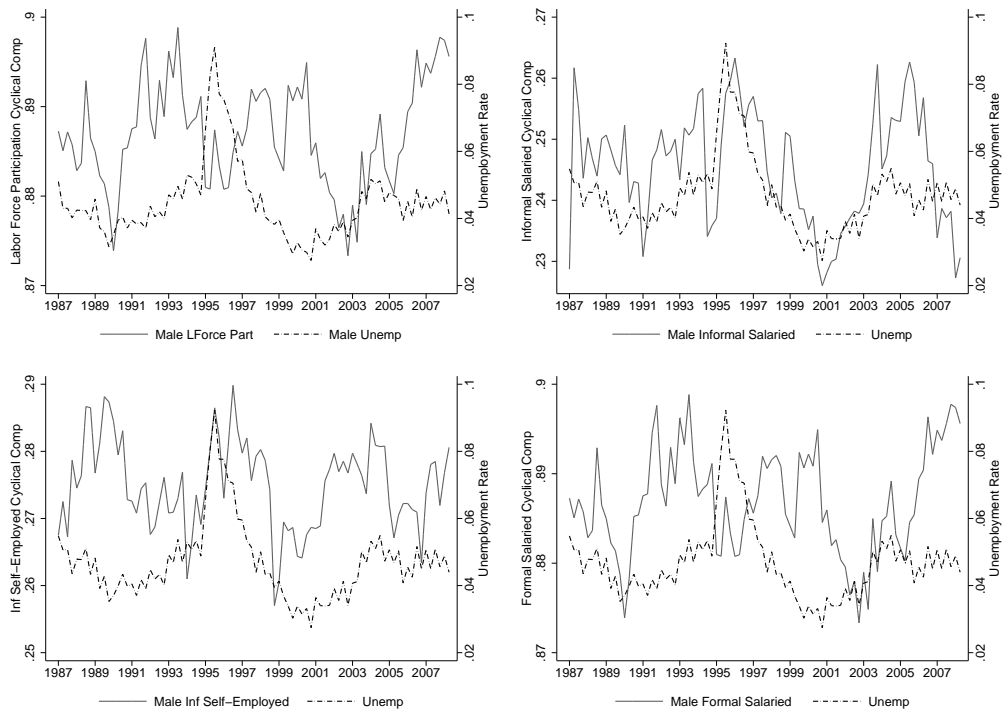 .9
.89
.88
.87
Labor Force Participation Cyclical Comp
.1
.08
.06
.04
.02
Unemployment Rate
1987 1989 1991 1993 1995 1997 1999 2001 2003 2005 2007
Male LForce Part Male Unemp
.27
.26
.25
.24
.23
Informal Salaried Cyclical Comp
.1
.08
.06
.04
.02
Unemployment Rate
1987 1989 1991 1993 1995 1997 1999 2001 2003 2005 2007
Male Informal Salaried Unemp
.29
.28
.27
.26
.25
Inf Self−Employed Cyclical Comp
.1
.08
.06
.04
.02
Unemployment Rate
1987 1989 1991 1993 1995 1997 1999 2001 2003 2005 2007
Male Inf Self−Employed Unemp
.9
.89
.88
.87
Formal Salaried Cyclical Comp
.1
.08
.06
.04
.02
Unemployment Rate
1987 1989 1991 1993 1995 1997 1999 2001 2003 2005 2007
Male Formal Salaried Unemp